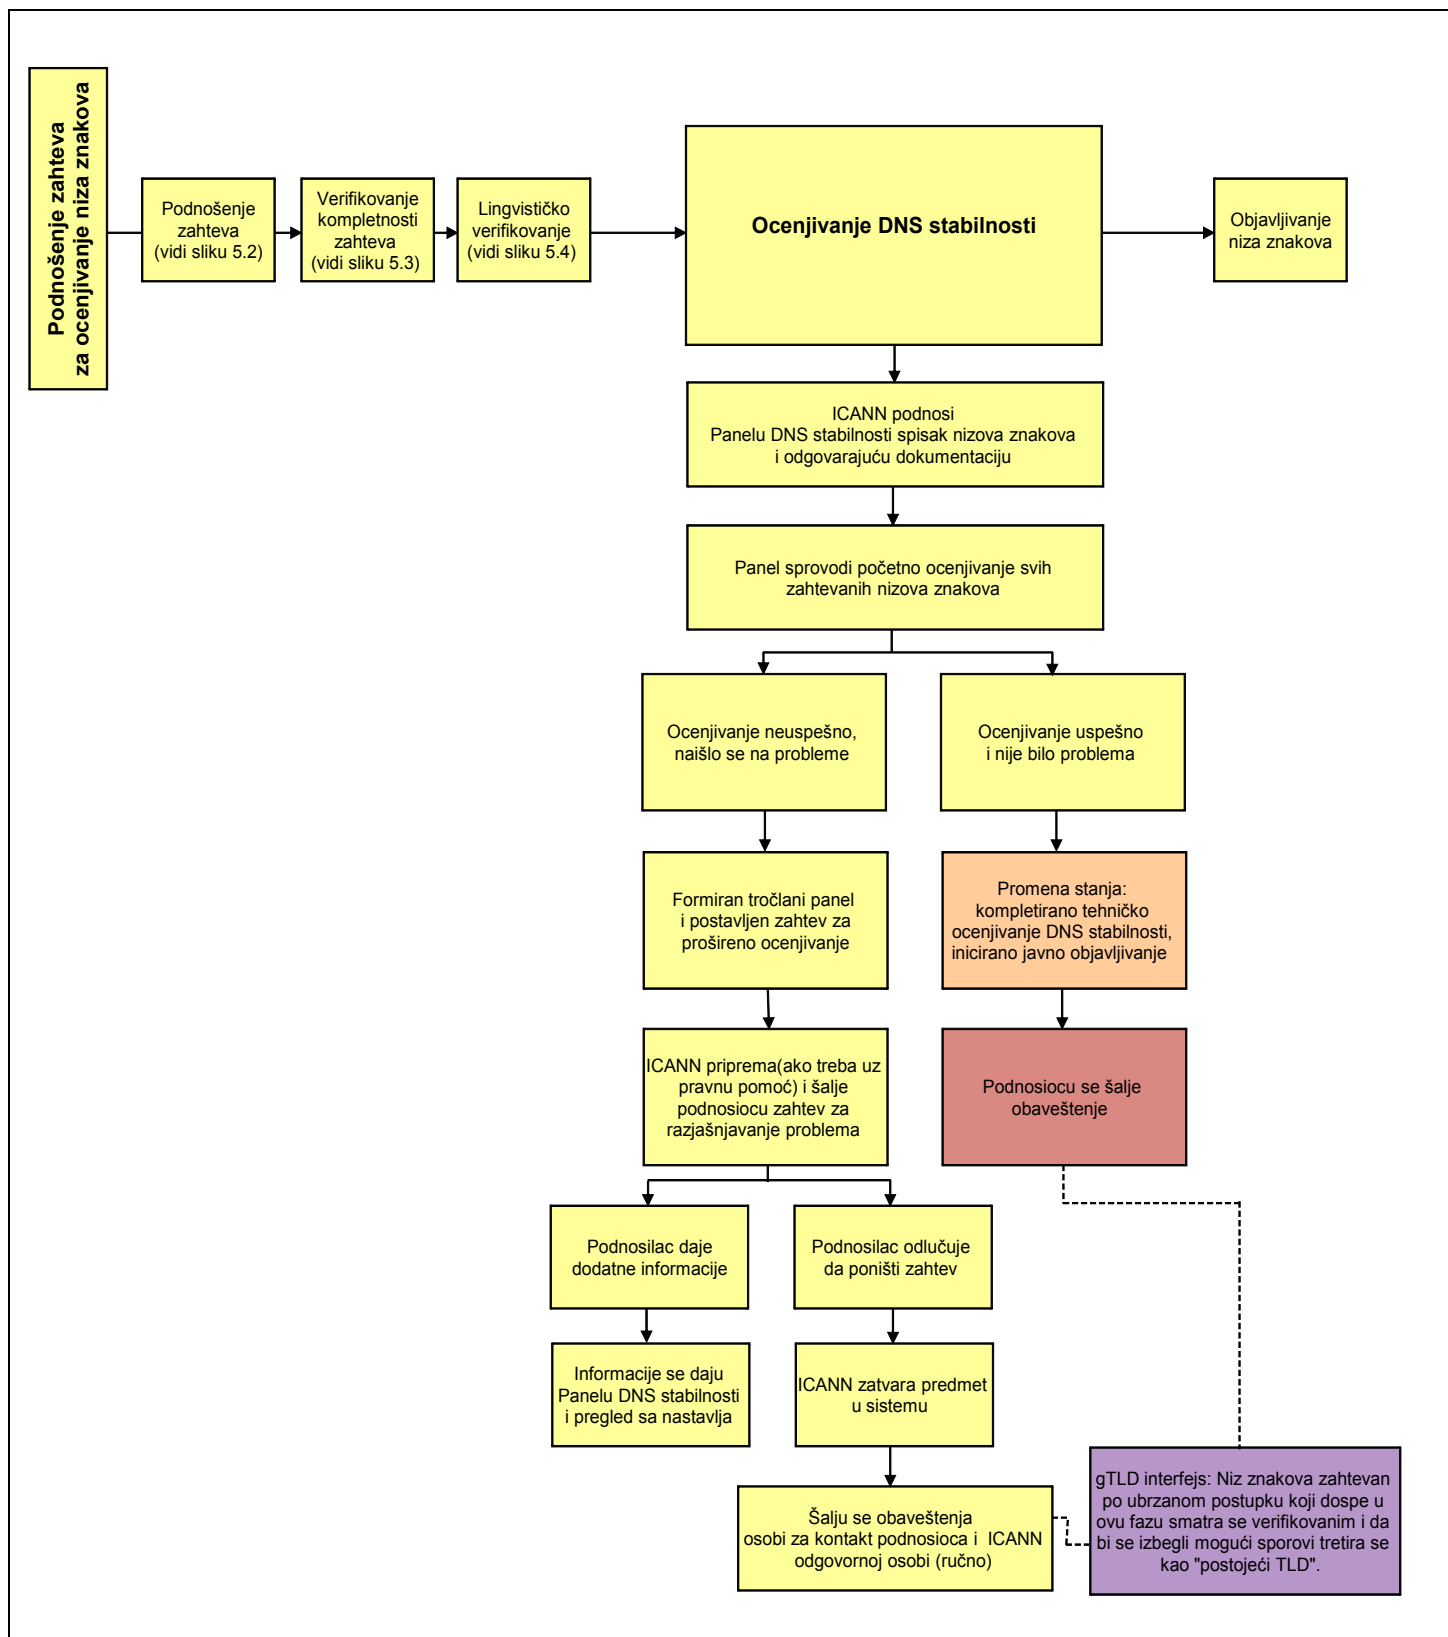 Podnošenje zahteva
za ocenjivanje niza znakova
Podnošenje
zahteva
(vidi sliku 5.2)
Verifikovanje
kompletnosti
zahteva
(vidi sliku 5.3)
Lingvističko
verifikovanje
(vidi sliku 5.4)
Ocenjivanje DNS stabilnosti
Objavljivanje
niza znakova
ICANN podnosi
Panelu DNS stabilnosti spisak nizova znakova
i odgovarajuću dokumentaciju
Panel sprovodi početno ocenjivanje svih
zahtevanih nizova znakova
Ocenjivanje neuspešno,
naišlo se na probleme
Ocenjivanje uspešno
i nije bilo problema
Formiran tročlani panel
i postavljen zahtev za
prošireno ocenjivanje
Promena stanja:
kompletirano tehničko
ocenjivanje DNS stabilnosti,
inicirano javno objavljivanje
ICANN priprema(ako treba uz
pravnu pomoć) i šalje
podnosiocu zahtev za
razjašnjavanje problema
Podnosiocu se šalje
obaveštenje
Podnosilac daje
dodatne informacije
Podnosilac odlučuje
da poništi zahtev
Informacije se daju
Panelu DNS stabilnosti
i pregled sa nastavlja
ICANN zatvara predmet
u sistemu
Šalju se obaveštenja
osobi za kontakt podnosioca i ICANN
odgovornoj osobi (ručno)
gTLD interfejs: Niz znakova zahtevan
po ubrzanom postupku koji dospe u
ovu fazu smatra se verifikovanim i da
bi se izbegli mogući sporovi tretira se
kao "postojeći TLD".